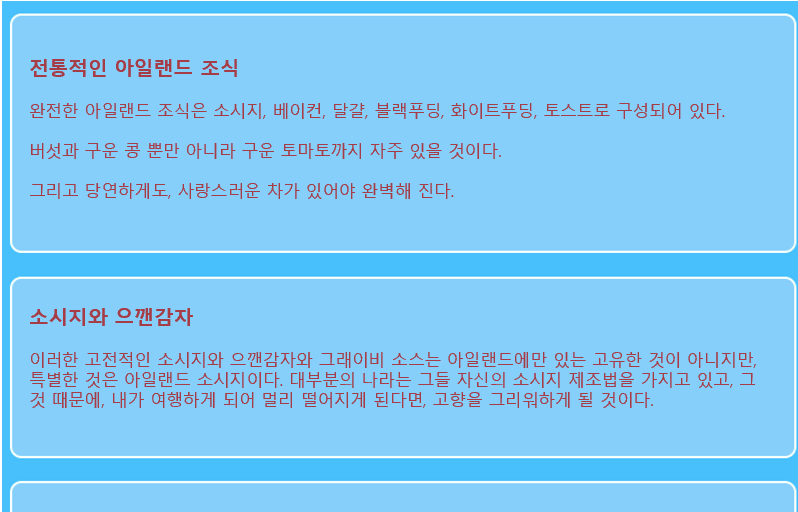 전통적인 아일랜드 조식
완전한 아일랜드 조식은 소시지, 베이컨, 달걀, 블랙푸딩, 화이트푸딩, 토스트로 구성되어 있다.
버섯과 구운 콩 뿐만 아니라 구운 토마토까지 자주 있을 것이다.
그리고 당연하게도, 사랑스러운 차가 있어야 완벽해 진다.
소시지와 으깬감자
이러한 고전적인 소시지와 으깬감자와 그래이비 소스는 아일랜드에만 있는 고유한 것이 아니지만,
특별한 것은 아일랜드 소시지이다. 대부분의 나라는 그들 자신의 소시지 제조법을 가지고 있고, 그
것 때문에, 내가 여행하게 되어 멀리 떨어지게 된다면, 고향을 그리워하게 될 것이다.